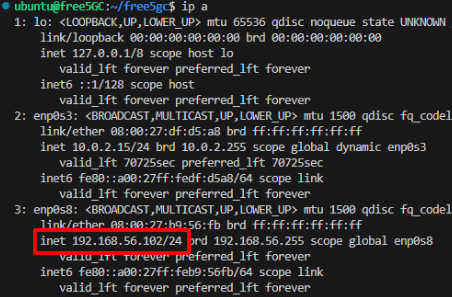 ubuntu@free5GC:~/free5gc$ ip a
1: lo: <LOOPBACK,UP,LOWER_UP> mtu 65536 qdisc noqueue state UNKNOWN
link/loopback 00:00:00:00:00:00 brd 00:00:00:00:00:00
inet 127.0.0.1/8 scope host lo
valid_lft forever preferred_lft forever
inet6 ::1/128 scope host
valid_lft forever preferred_lft forever
2: enp0s3: <BROADCAST,MULTICAST,UP,LOWER_UP> mtu 1500 qdisc fq_codel
link/ether 08:00:27:df:d5:a8 brd ff:ff:ff:ff:ff:ff
inet 10.0.2.15/24 brd 10.0.2.255 scope global dynamic enp0s3
valid_lft 70725sec preferred_lft 70725sec
inet6 fe80::a00:27ff:fedf:d5a8/64 scope link
valid_lft forever preferred_lft forever
3: enp0s8: <BROADCAST,MULTICAST,UP,LOWER_UP> mtu 1500 qdisc fq_codel
link/ether 08:00:27:b9:56:fb brd ff:ff:ff:ff:ff:ff
inet 192.168.56.102/24 brd 192.168.56.255 scope global enp0s8
valid_lft forever preferred_lft forever
inet6 fe80::a00:27ff:feb9:56fb/64 scope link
valid_lft forever preferred_lft forever